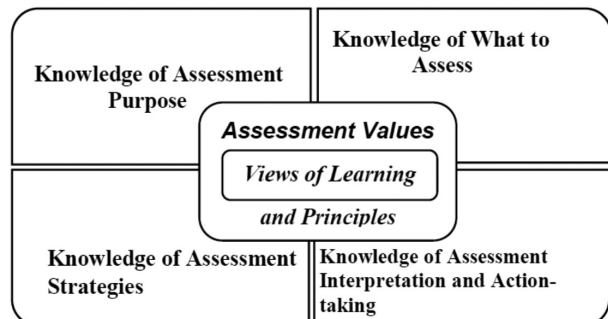 Knowledge of Assessment
Purpose
Knowledge of What to
Assess
Assessment Values
Views of Learning
and Principles
Knowledge of Assessment
Strategies
Knowledge of Assessment
Interpretation and Action-
taking